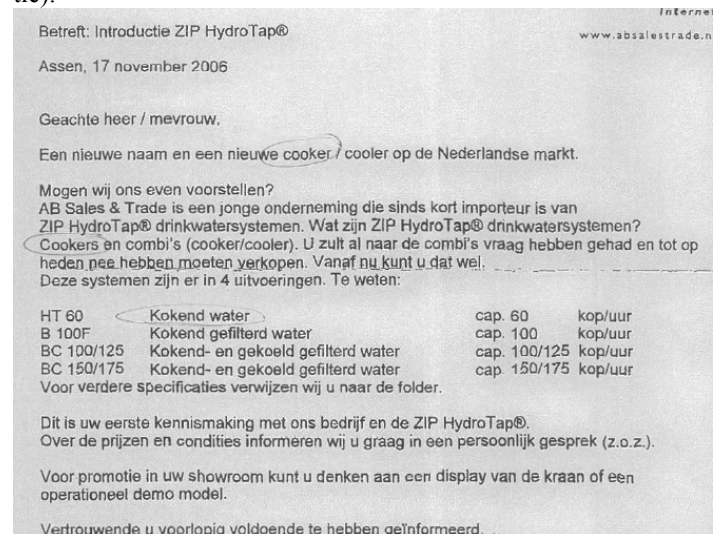 tie).
Internet
www.absalestrade.n
Betreft: Introductie ZIP HydroTap®
Assen, 17 november 2006
Geachte heer / mevrouw,
Een nieuwe naam en een nieuwe cooker / cooler op de Nederlandse markt.
Mogen wij ons even voorstellen?
AB Sales & Trade is een jonge onderneming die sinds kort importeur is van
ZIP HydroTap® drinkwatersystemen. Wat zijn ZIP HydroTap® drinkwatersystemen?
Cookers en combi's (cooker/cooler). U zult al naar de combi's vraag hebben gehad en tot op
heden nee hebben moeten verkopen. Vanaf nu kunt u dat wel.
Deze systemen zijn er in 4 uitvoeringen. Te weten:
HT 60 Kokend water cap. 60 kop/uur
B 100F Kokend gefilterd water cap. 100 kop/uur
BC 100/125 Kokend- en gekoeld gefilterd water cap. 100/125 kop/uur
BC 150/175 Kokend- en gekoeld gefilterd water cap. 150/175 kop/uur
Voor verdere specificaties verwijzen wij u naar de folder.
Dit is uw eerste kennismaking met ons bedrijf en de ZIP HydroTap®.
Over de prijzen en condities informeren wij u graag in een persoonlijk gesprek (z.o.z.).
Voor promotie in uw showroom kunt u denken aan een display van de kraan of een
operationeel demo model.
Vertrouwende u voorlopig voldoende te hebben geïnformeerd.